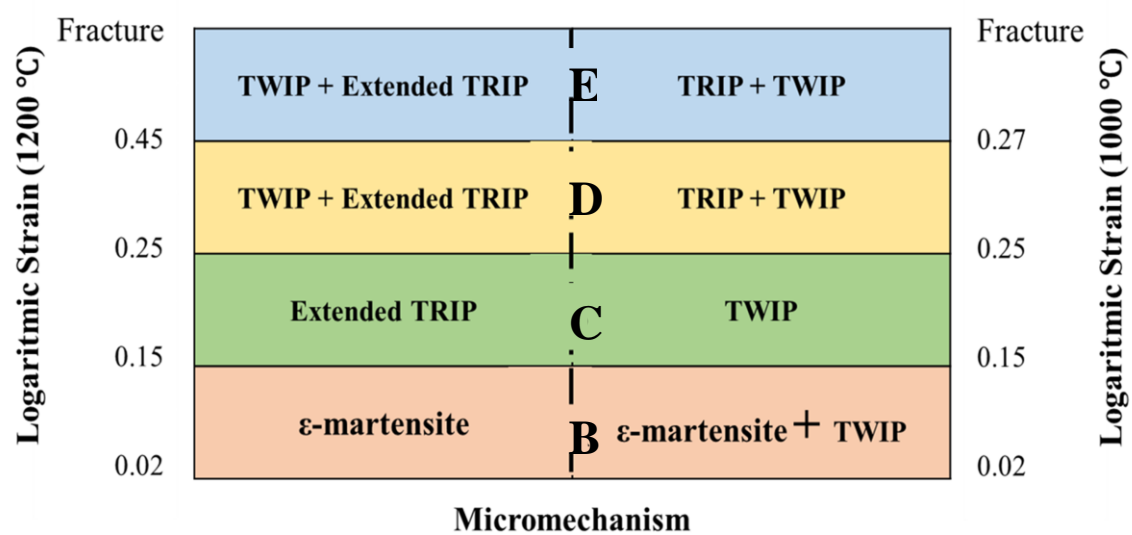 Fracture
Fracture
TWIP + Extended TRIP
E
TRIP + TWIP
0.45
0.27
TWIP + Extended TRIP
D
TRIP + TWIP
0.25
0.25
Extended TRIP
C
TWIP
0.15
0.15
ε-martensite
B
ε-martensite + TWIP
0.02
0.02
Micromechanism
Logaritmic Strain (1200 °C)
Logaritmic Strain (1000 °C)